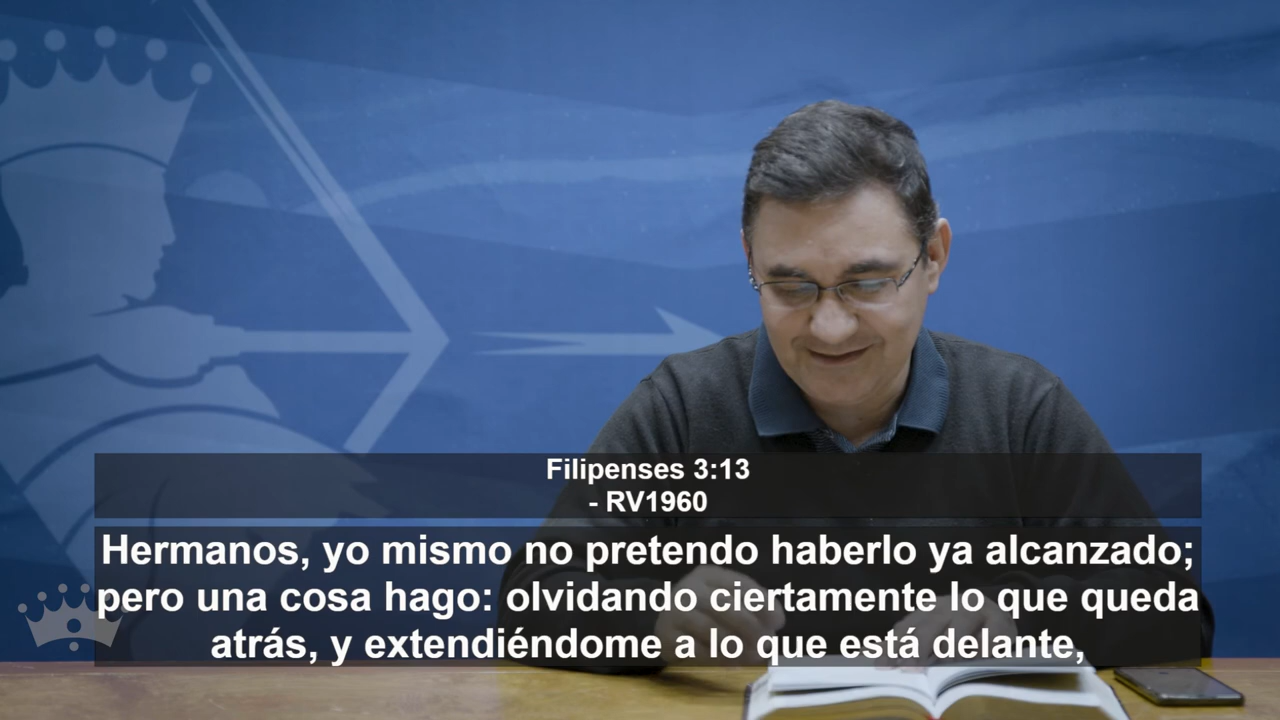 Filipenses 3:13
- RV1960
Hermanos, yo mismo no pretendo haberlo ya alcanzado;
pero una cosa hago: olvidando ciertamente lo que queda
atrás, y extendiéndome a lo que está delante,